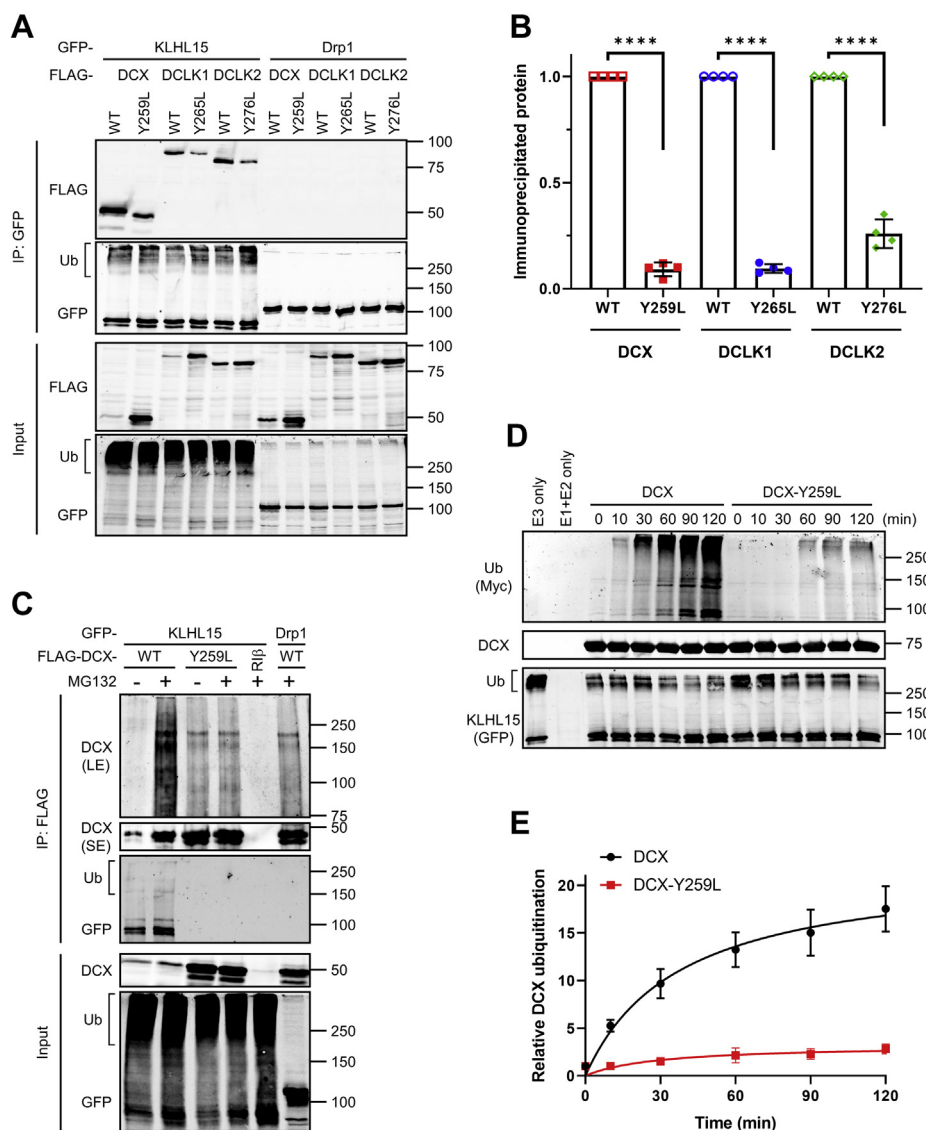 A
GFP- KLHL15 Drp1
FLAG- DCX DCLK1 DCLK2 DCX DCLK1 DCLK2
WT Y259L WT Y265L WT Y276L WT Y259L WT Y265L WT Y276L
IP: GFP
FLAG
100
75
50
Ub
250
150
GFP
100
Input
FLAG
100
75
50
Ub
250
150
GFP
100
B
Immunoprecipitated protein
**** **** ****
1.0
0.5
0.0
WT Y259L WT Y265L WT Y276L
DCX DCLK1 DCLK2
C
GFP- KLHL15 Drp1
FLAG-DCX- WT Y259L RIβ WT
MG132 - + - + + +
IP: FLAG
DCX
(LE)
250
150
100
75
DCX
(SE)
50
Ub
250
150
GFP
100
Input
DCX
50
Ub
250
150
GFP
100
D
E3 only
E1+E2 only
DCX DCX-Y259L
0 10 30 60 90 120 0 10 30 60 90 120 (min)
Ub
(Myc)
250
150
100
DCX
75
Ub
250
150
KLHL15
(GFP)
100
E
DCX
DCX-Y259L
Relative DCX ubiquitination
20
15
10
5
0
0 30 60 90 120
Time (min)